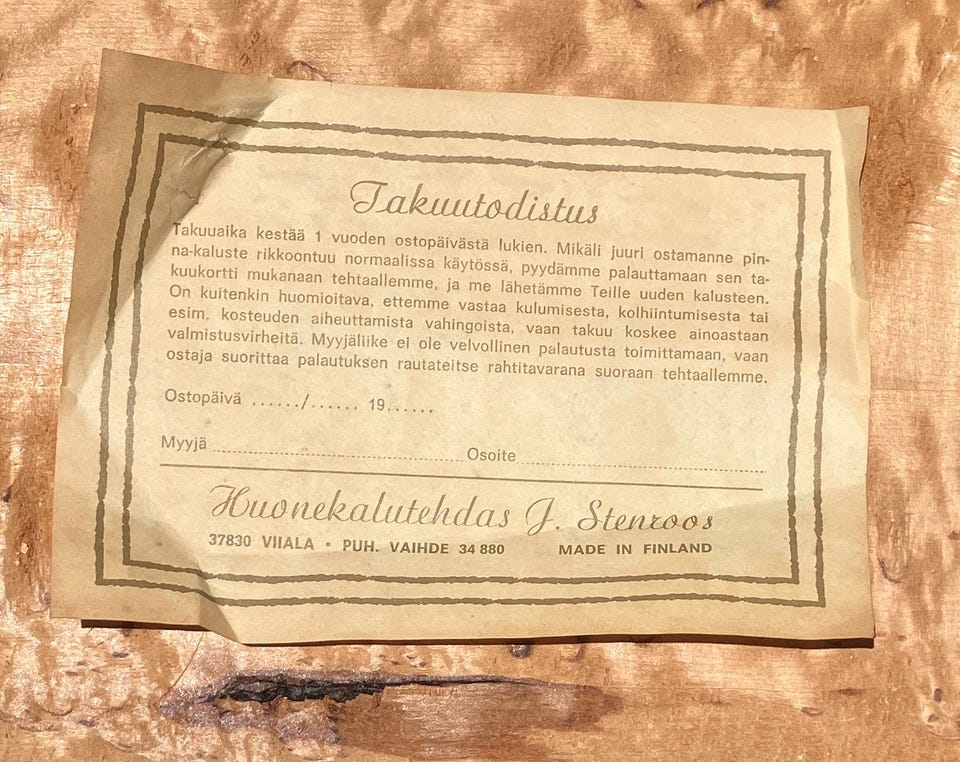 Takuutodistus
Takuuaika kestää 1 vuoden ostopäivästä lukien. Mikäli juuri ostamanne pin-
na-kaluste rikkoontuu normaalissa käytössä, pyydämme palauttamaan sen ta-
kuukortti mukanaan tehtaallemme, ja me lähetämme Teille uuden kalusteen.
On kuitenkin huomioitava, ettemme vastaa kulumisesta, kolhiintumisesta tai
esim. kosteuden aiheuttamista vahingoista, vaan takuu koskee ainoastaan
valmistusvirheitä. Myyjäliike ei ole velvollinen palautusta toimittamaan, vaan
ostaja suorittaa palautuksen rautateitse rahtitavarana suoraan tehtaallemme.
Ostopäivä ....../...... 19......
Myyjä ........................ Osoite ........................
Huonekalutehdas J. Stenroos
37830 VIIALA • PUH. VAIHDE 34 880 MADE IN FINLAND